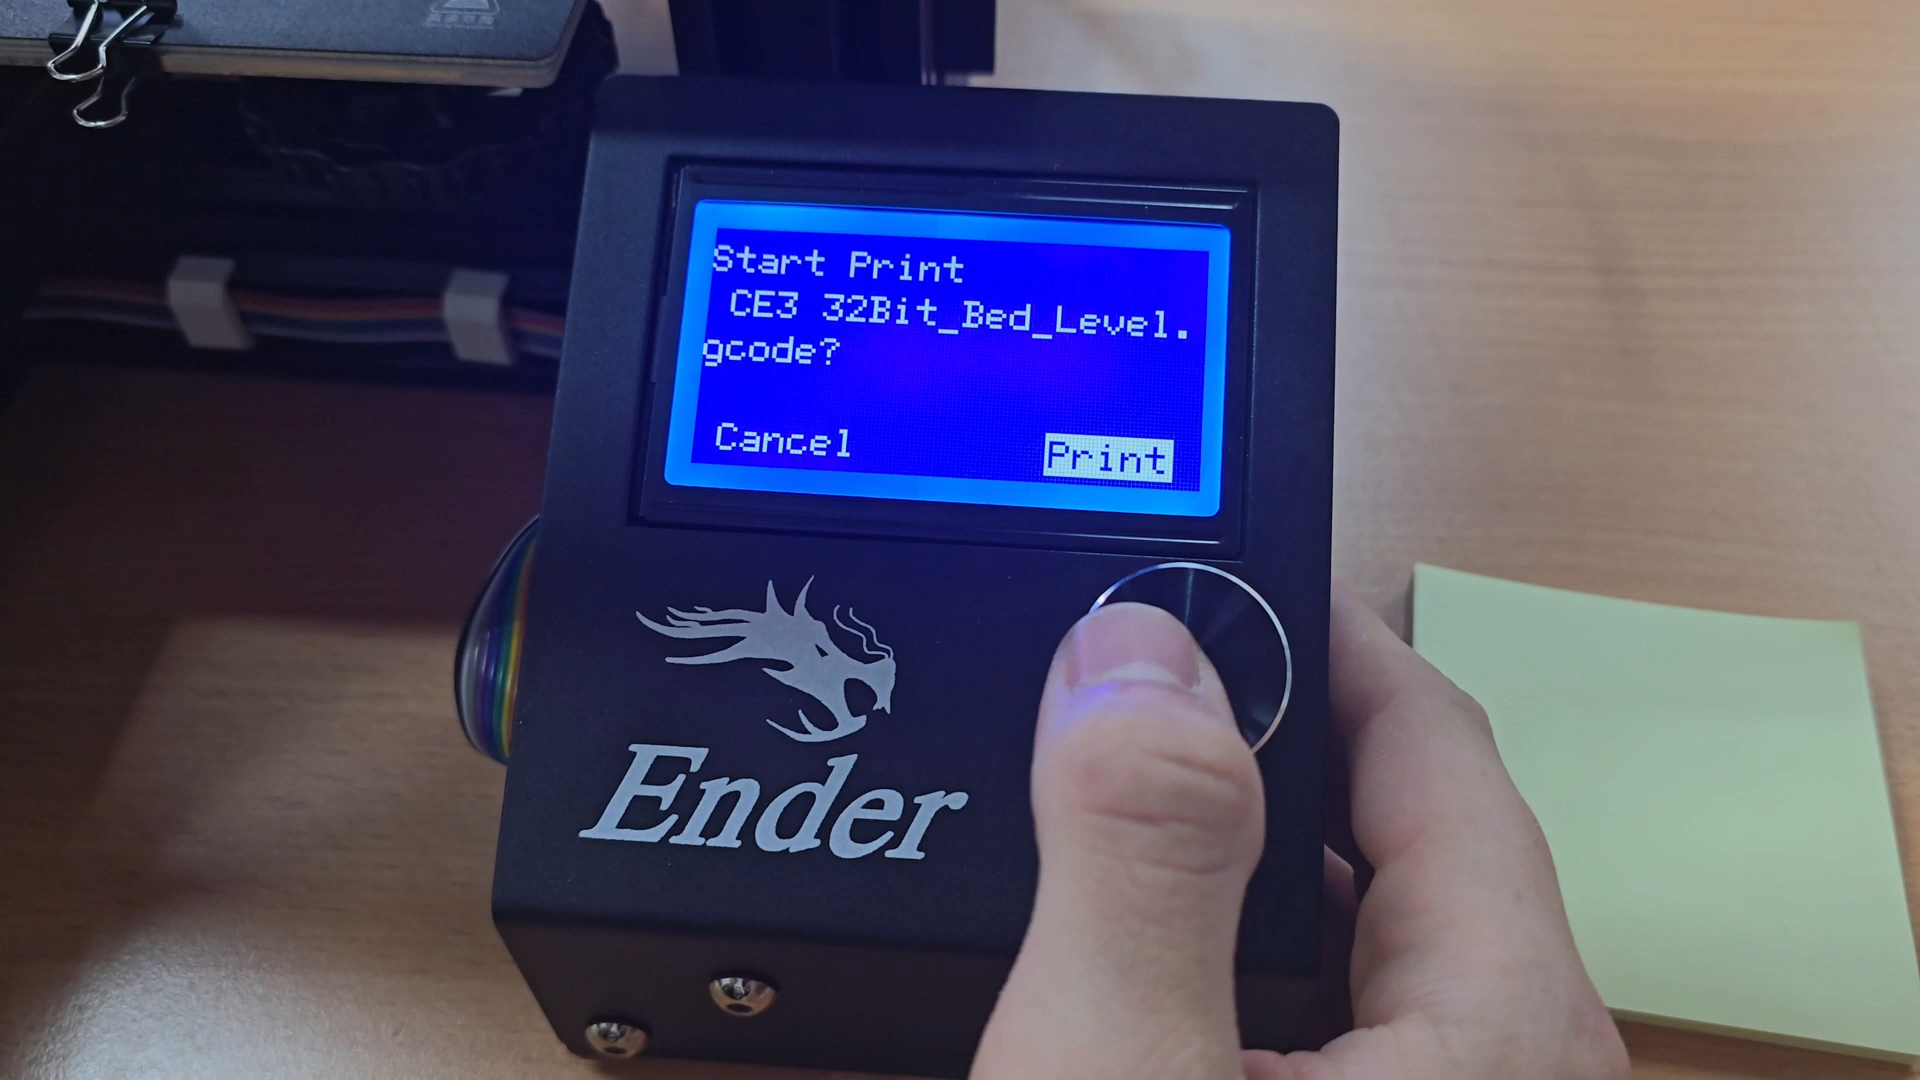 Start Print
CE3 32Bit_Bed_Level.
gcode?
Cancel Print
Ender